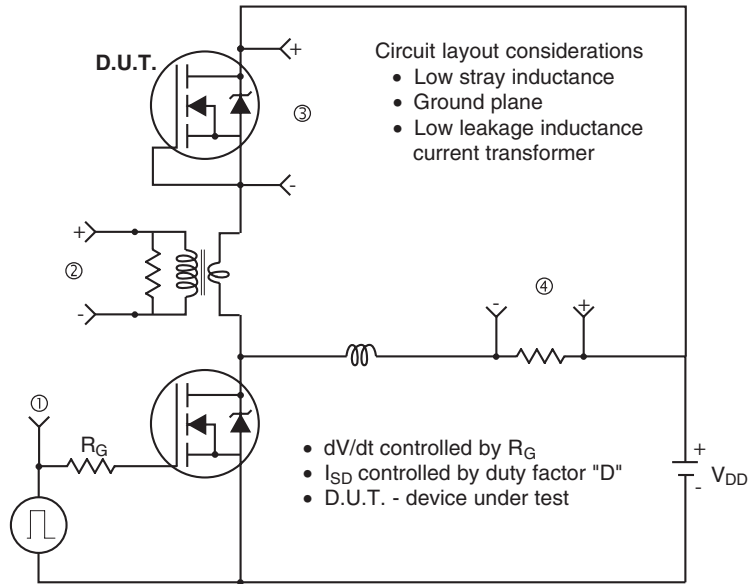 D.U.T.
+
③
-
Circuit layout considerations
• Low stray inductance
• Ground plane
• Low leakage inductance
current transformer
+
②
-
④
- +
①
R_G
• dV/dt controlled by R_G
• I_SD controlled by duty factor "D"
• D.U.T. - device under test
+
V_DD
-